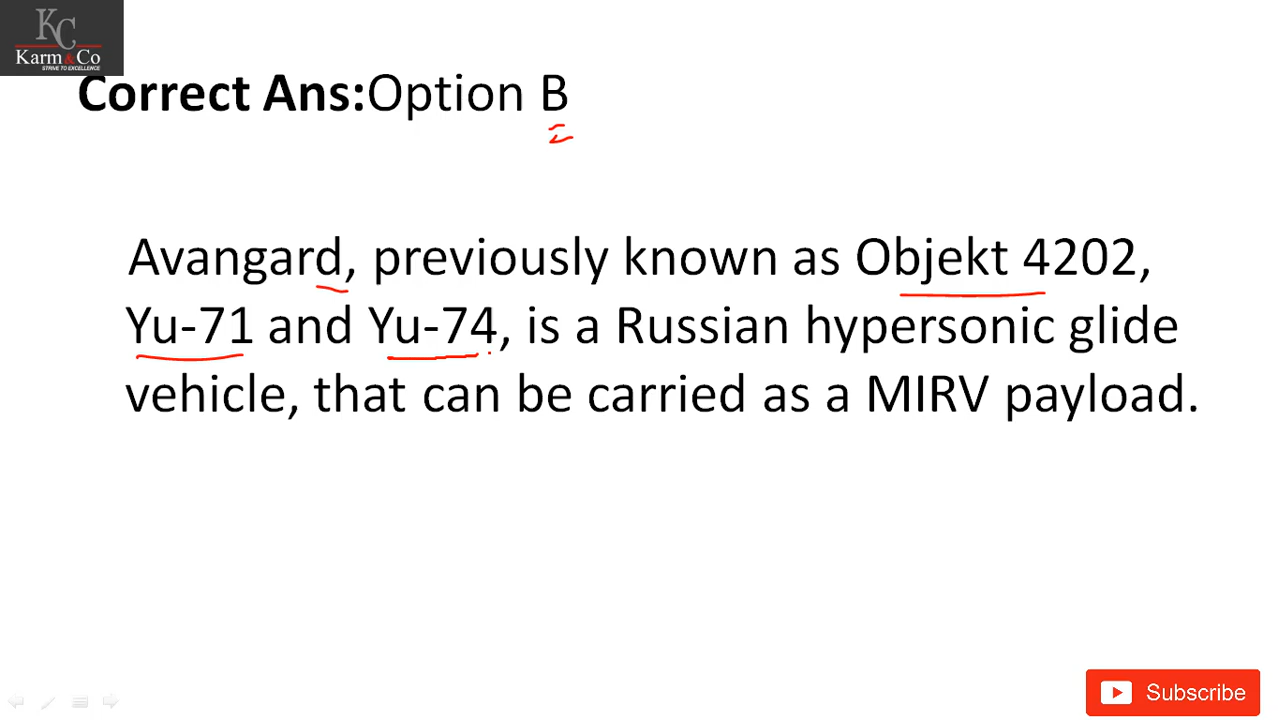 KC
Karm&Co
STRIVE TO EXCELLENCE
Correct Ans:Option B
Avangard, previously known as Objekt 4202,
Yu-71 and Yu-74, is a Russian hypersonic glide
vehicle, that can be carried as a MIRV payload.
Subscribe